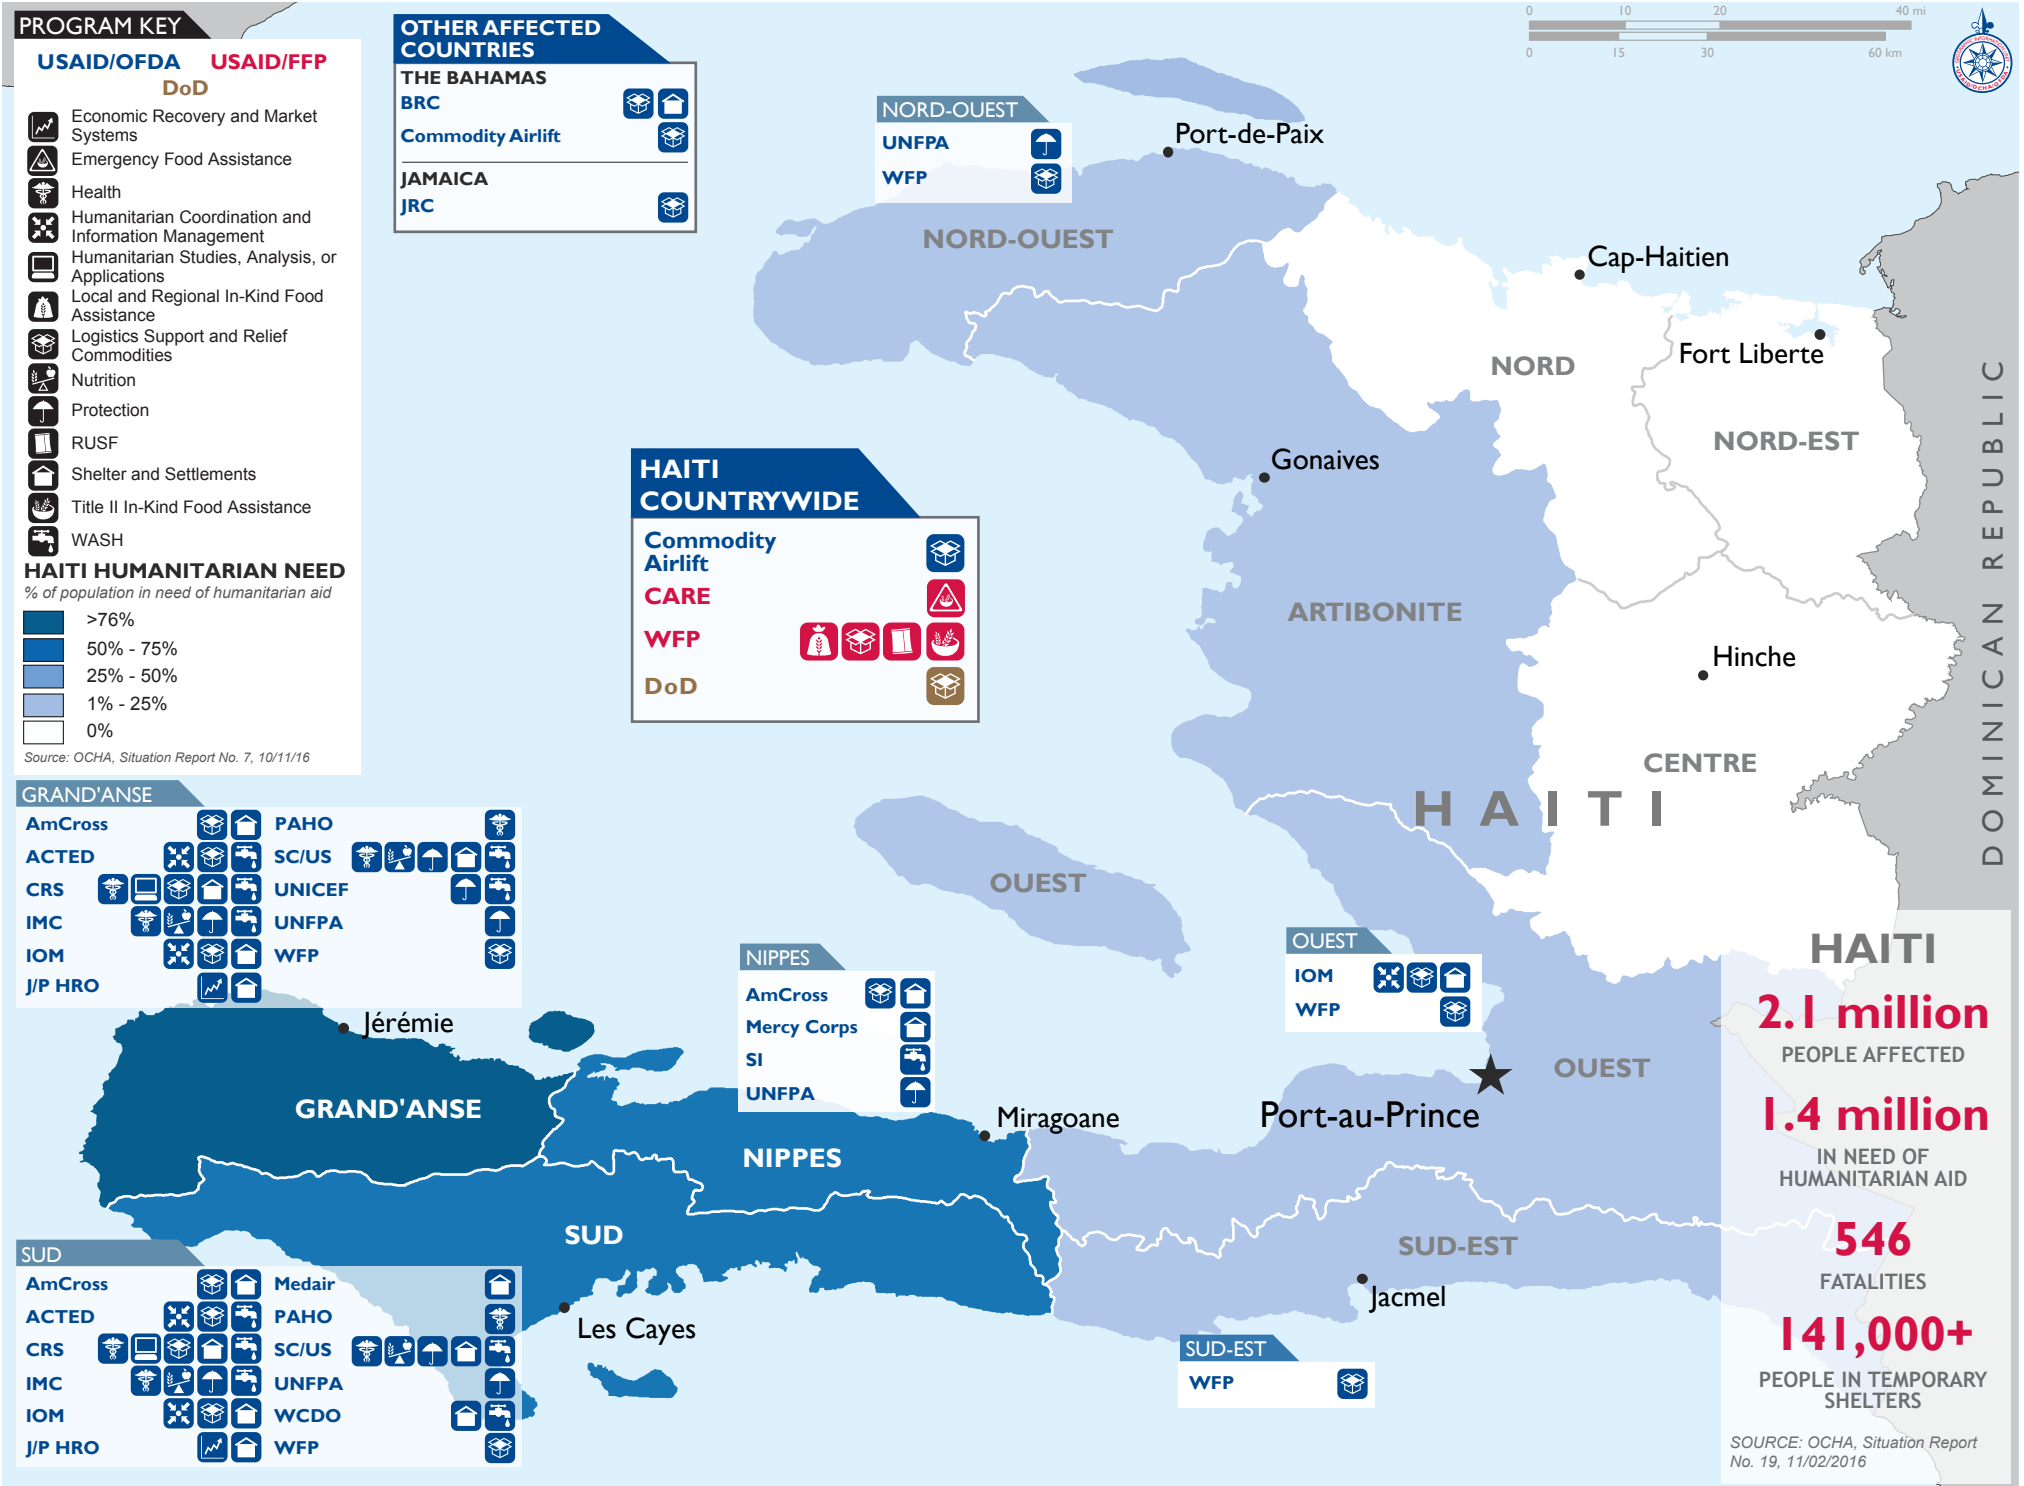 PROGRAM KEY
USAID/OFDA USAID/FFP
DoD
Economic Recovery and Market
Systems
Emergency Food Assistance
Health
Humanitarian Coordination and
Information Management
Humanitarian Studies, Analysis, or
Applications
Local and Regional In-Kind Food
Assistance
Logistics Support and Relief
Commodities
Nutrition
Protection
RUSF
Shelter and Settlements
Title II In-Kind Food Assistance
WASH
HAITI HUMANITARIAN NEED
% of population in need of humanitarian aid
>76%
50% - 75%
25% - 50%
1% - 25%
0%
Source: OCHA, Situation Report No. 7, 10/11/16
OTHER AFFECTED
COUNTRIES
THE BAHAMAS
BRC
Commodity Airlift
JAMAICA
JRC
NORD-OUEST
UNFPA
WFP
0 10 20 40 mi
0 15 30 60 km
Port-de-Paix
NORD-OUEST
Cap-Haitien
NORD
Fort Liberte
NORD-EST
DOMINICAN REPUBLIC
Gonaives
HAITI
COUNTRYWIDE
Commodity
Airlift
CARE
WFP
DoD
ARTIBONITE
Hinche
CENTRE
HAITI
OUEST
GRAND'ANSE
AmCross PAHO
ACTED SC/US
CRS UNICEF
IMC UNFPA
IOM WFP
J/P HRO
Jérémie
GRAND'ANSE
NIPPES
AmCross
Mercy Corps
SI
UNFPA
Miragoane
NIPPES
OUEST
IOM
WFP
OUEST
Port-au-Prince
SUD
SUD-EST
Jacmel
Les Cayes
SUD
AmCross Medair
ACTED PAHO
CRS SC/US
IMC UNFPA
IOM WCDO
J/P HRO WFP
SUD-EST
WFP
HAITI
2.1 million
PEOPLE AFFECTED
1.4 million
IN NEED OF
HUMANITARIAN AID
546
FATALITIES
141,000+
PEOPLE IN TEMPORARY
SHELTERS
SOURCE: OCHA, Situation Report
No. 19, 11/02/2016